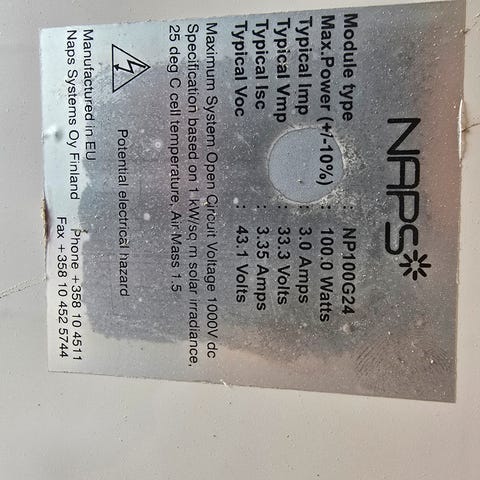 NAPS
Module type : NP100G24
Max.Power (+/-10%) : 100.0 Watts
Typical Imp : 3.0 Amps
Typical Vmp : 33.3 Volts
Typical Isc : 3.35 Amps
Typical Voc : 43.1 Volts
Maximum System Open Circuit Voltage 1000V dc
Specification based on 1 kW/sq m solar irradiance,
25 deg C cell temperature, Air Mass 1.5
Potential electrical hazard
Manufactured in EU
Naps Systems Oy Finland
Phone +358 10 4511
Fax +358 10 452 5744